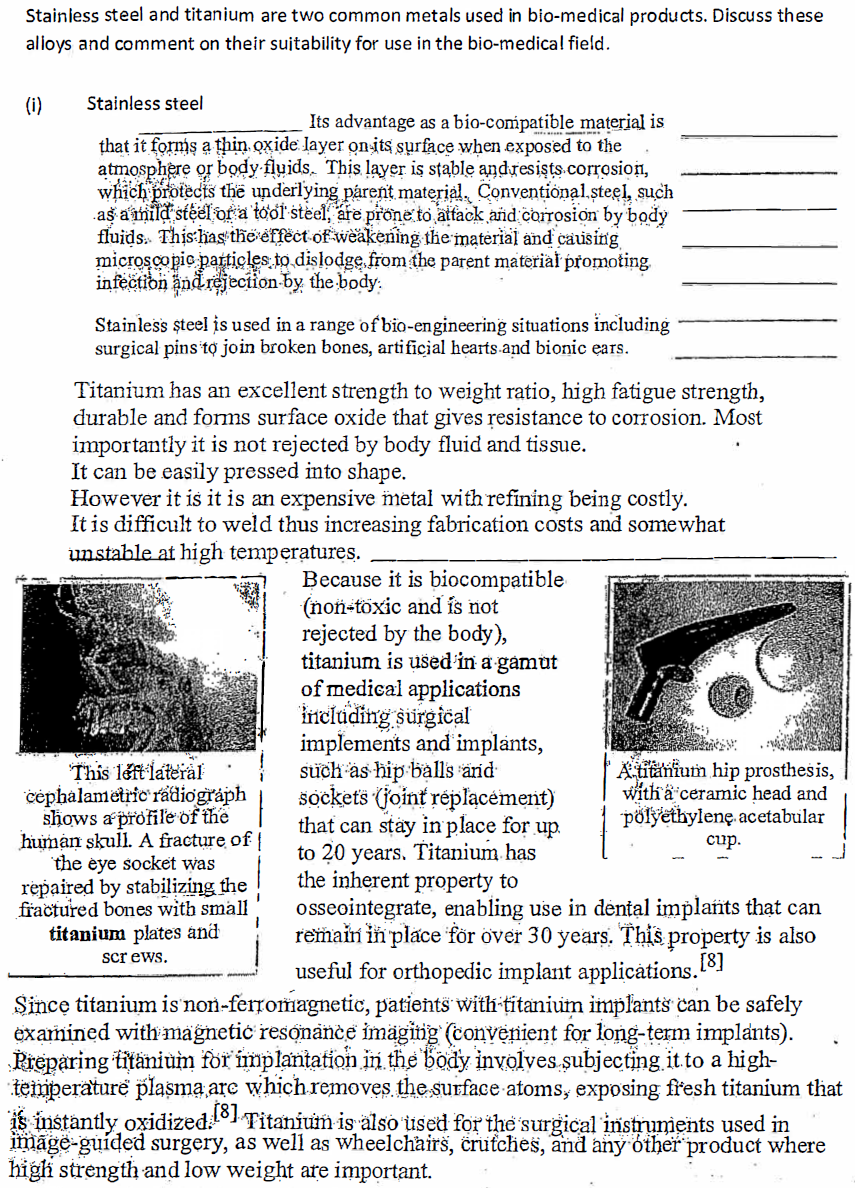 Stainless steel and titanium are two common metals used in bio-medical products. Discuss these
alloys and comment on their suitability for use in the bio-medical field.
(i) Stainless steel
Its advantage as a bio-compatible material is
that it forms a thin oxide layer on its surface when exposed to the
atmosphere or body fluids. This layer is stable and resists corrosion,
which protects the underlying parent material. Conventional steel, such
as a mild steel or a tool steel, are prone to attack and corrosion by body
fluids. This has the effect of weakening the material and causing
microscopic particles to dislodge from the parent material promoting
infection and rejection by the body.
Stainless steel is used in a range of bio-engineering situations including
surgical pins to join broken bones, artificial hearts and bionic ears.
Titanium has an excellent strength to weight ratio, high fatigue strength,
durable and forms surface oxide that gives resistance to corrosion. Most
importantly it is not rejected by body fluid and tissue.
It can be easily pressed into shape.
However it is it is an expensive metal with refining being costly.
It is difficult to weld thus increasing fabrication costs and somewhat
unstable at high temperatures.
This left lateral
cephalametric radiograph
shows a profile of the
human skull. A fracture of
the eye socket was
repaired by stabilizing the
fractured bones with small
titanium plates and
screws.
Because it is biocompatible
(non-toxic and is not
rejected by the body),
titanium is used in a gamut
of medical applications
including surgical
implements and implants,
such as hip balls and
sockets (joint replacement)
that can stay in place for up
to 20 years. Titanium has
the inherent property to
osseointegrate, enabling use in dental implants that can
remain in place for over 30 years. This property is also
useful for orthopedic implant applications.[8]
A titanium hip prosthesis,
with a ceramic head and
polyethylene acetabular
cup.
Since titanium is non-ferromagnetic, patients with titanium implants can be safely
examined with magnetic resonance imaging (convenient for long-term implants).
Preparing titanium for implantation in the body involves subjecting it to a high-
temperature plasma arc which removes the surface atoms, exposing fresh titanium that
is instantly oxidized.[8] Titanium is also used for the surgical instruments used in
image-guided surgery, as well as wheelchairs, crutches, and any other product where
high strength and low weight are important.